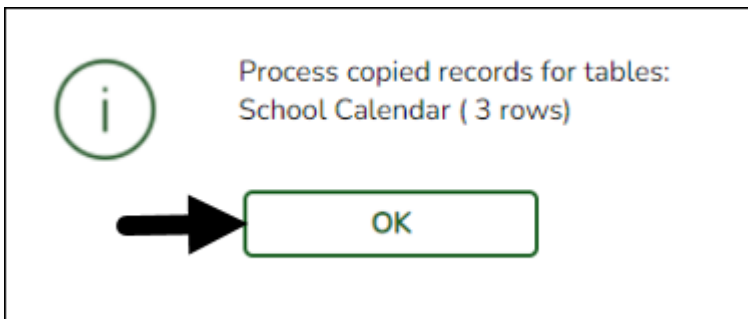 Process copied records for tables:
School Calendar ( 3 rows)
OK